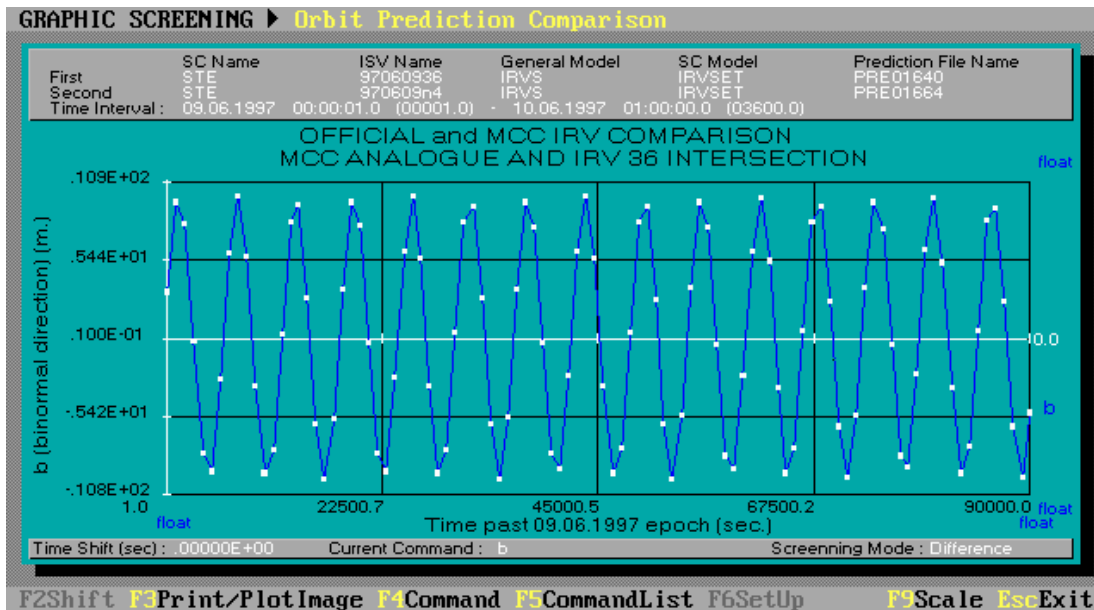 GRAPHIC SCREENING ▶ Orbit Prediction Comparison
SC Name ISV Name General Model SC Model Prediction File Name
First STE 97060936 IRVS IRVSET PRE01640
Second STE 970609n4 IRVS IRVSET PRE01664
Time Interval : 09.06.1997 00:00:01.0 (00001.0) - 10.06.1997 01:00:00.0 (03600.0)
OFFICIAL and MCC IRV COMPARISON
MCC ANALOGUE AND IRV 36 INTERSECTION
float
.109E+02
.544E+01
b (binormal direction) (m.)
.100E-01
0.0
-.542E+01
b
-.108E+02
1.0 22500.7 45000.5 67500.2 90000.0 float
float Time past 09.06.1997 epoch (sec.) float
Time Shift (sec) : .00000E+00 Current Command : b Screenning Mode : Difference
F2Shift F3Print/PlotImage F4Command F5CommandList F6SetUp F9Scale EscExit